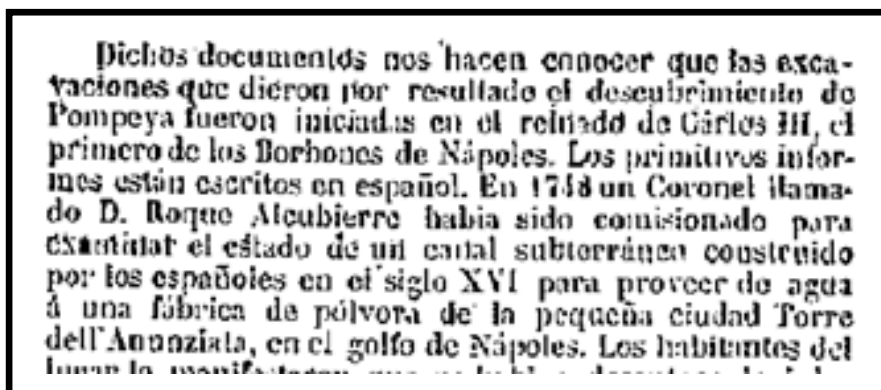 Dichos documentos nos hacen conocer que las exca-
vaciones que dieron por resultado el descubrimiento de
Pompeya fueron iniciadas en el reinado de Cárlos III, el
primero de los Borbones de Nápoles. Los primitivos infor-
mes están escritos en español. En 1748 un Coronel llama-
do D. Roque Alcubierre habia sido comisionado para
examinar el estado de un canal subterráneo construido
por los españoles en el siglo XVI para proveer de agua
á una fábrica de pólvora de la pequeña ciudad Torre
dell'Annunziata, en el golfo de Nápoles. Los habitantes del